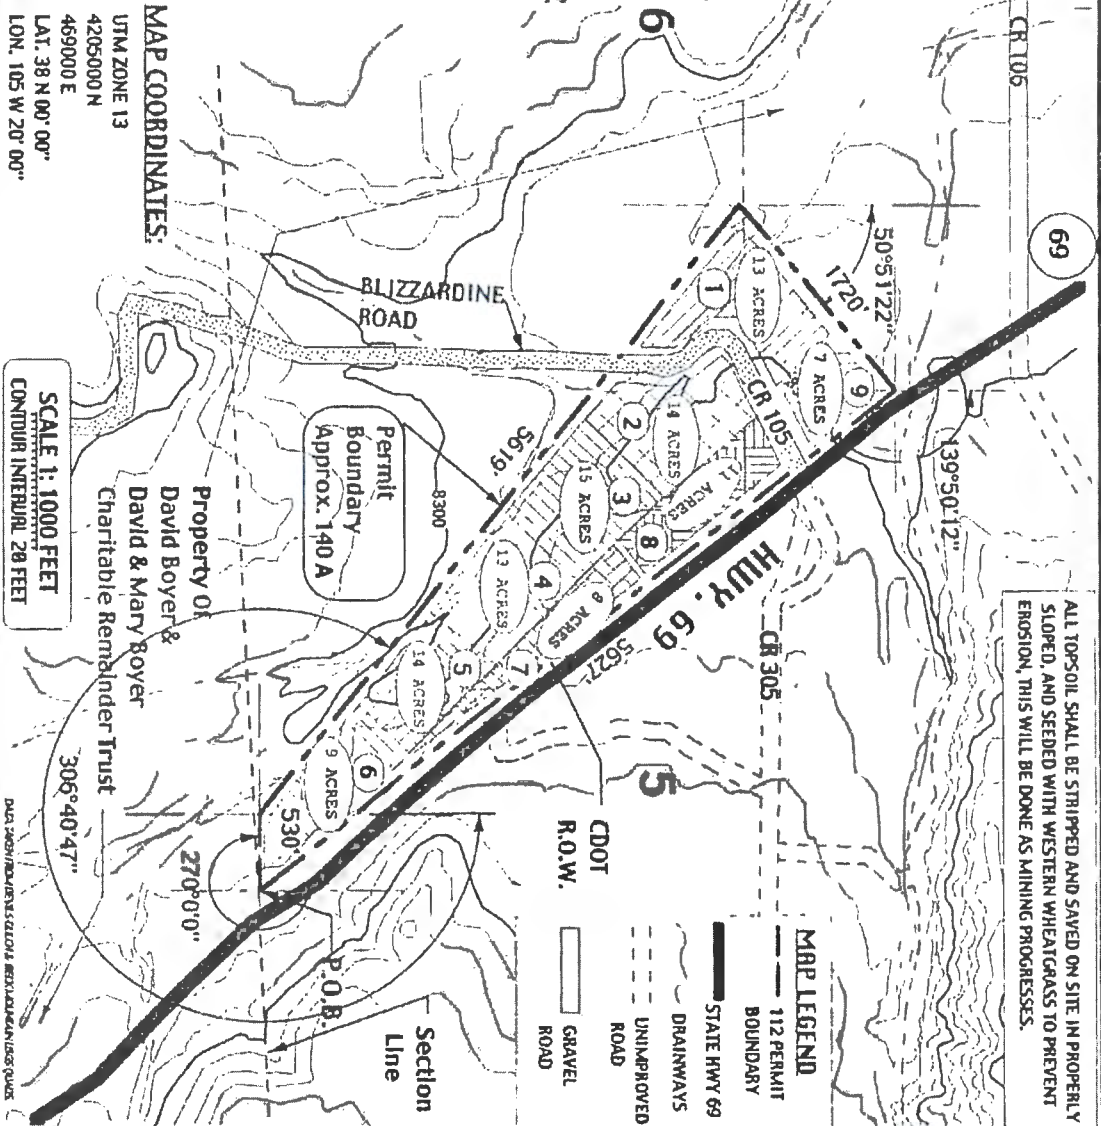 ALL TOPSOIL SHALL BE STRIPPED AND SAVED ON SITE IN PROPERLY
SLOPED, AND SEEDED WITH WESTERN WHEATGRASS TO PREVENT
EROSION, THIS WILL BE DONE AS MINING PROGRESSES.
CR 106
69
6
50°51'22"
1720'
139°50'12"
13 ACRES
1
7 ACRES
9
CR 105
BLIZZARDINE
ROAD
2
14 ACRES
11 ACRES
3
15 ACRES
8
HWY. 69
5619
5627'
CR 305
4
13 ACRES
8 ACRES
Permit
Boundary
Approx. 140 A
8300
5
14 ACRES
7
6
9 ACRES
5
530'
270°0'0"
306°40'47"
P.O.B.
CDOT
R.O.W.
Section
Line
Property Of
David Boyer &
David & Mary Boyer
Charitable Remainder Trust
MAP LEGEND
112 PERMIT
BOUNDARY
STATE HWY 69
DRAINWAYS
UNIMPROVED
ROAD
GRAVEL
ROAD
MAP COORDINATES:
UTM ZONE 13
4205000 N
469000 E
LAT. 38 N 00' 00"
LON. 105 W 20' 00"
SCALE 1: 1000 FEET
CONTOUR INTERVAL 20 FEET